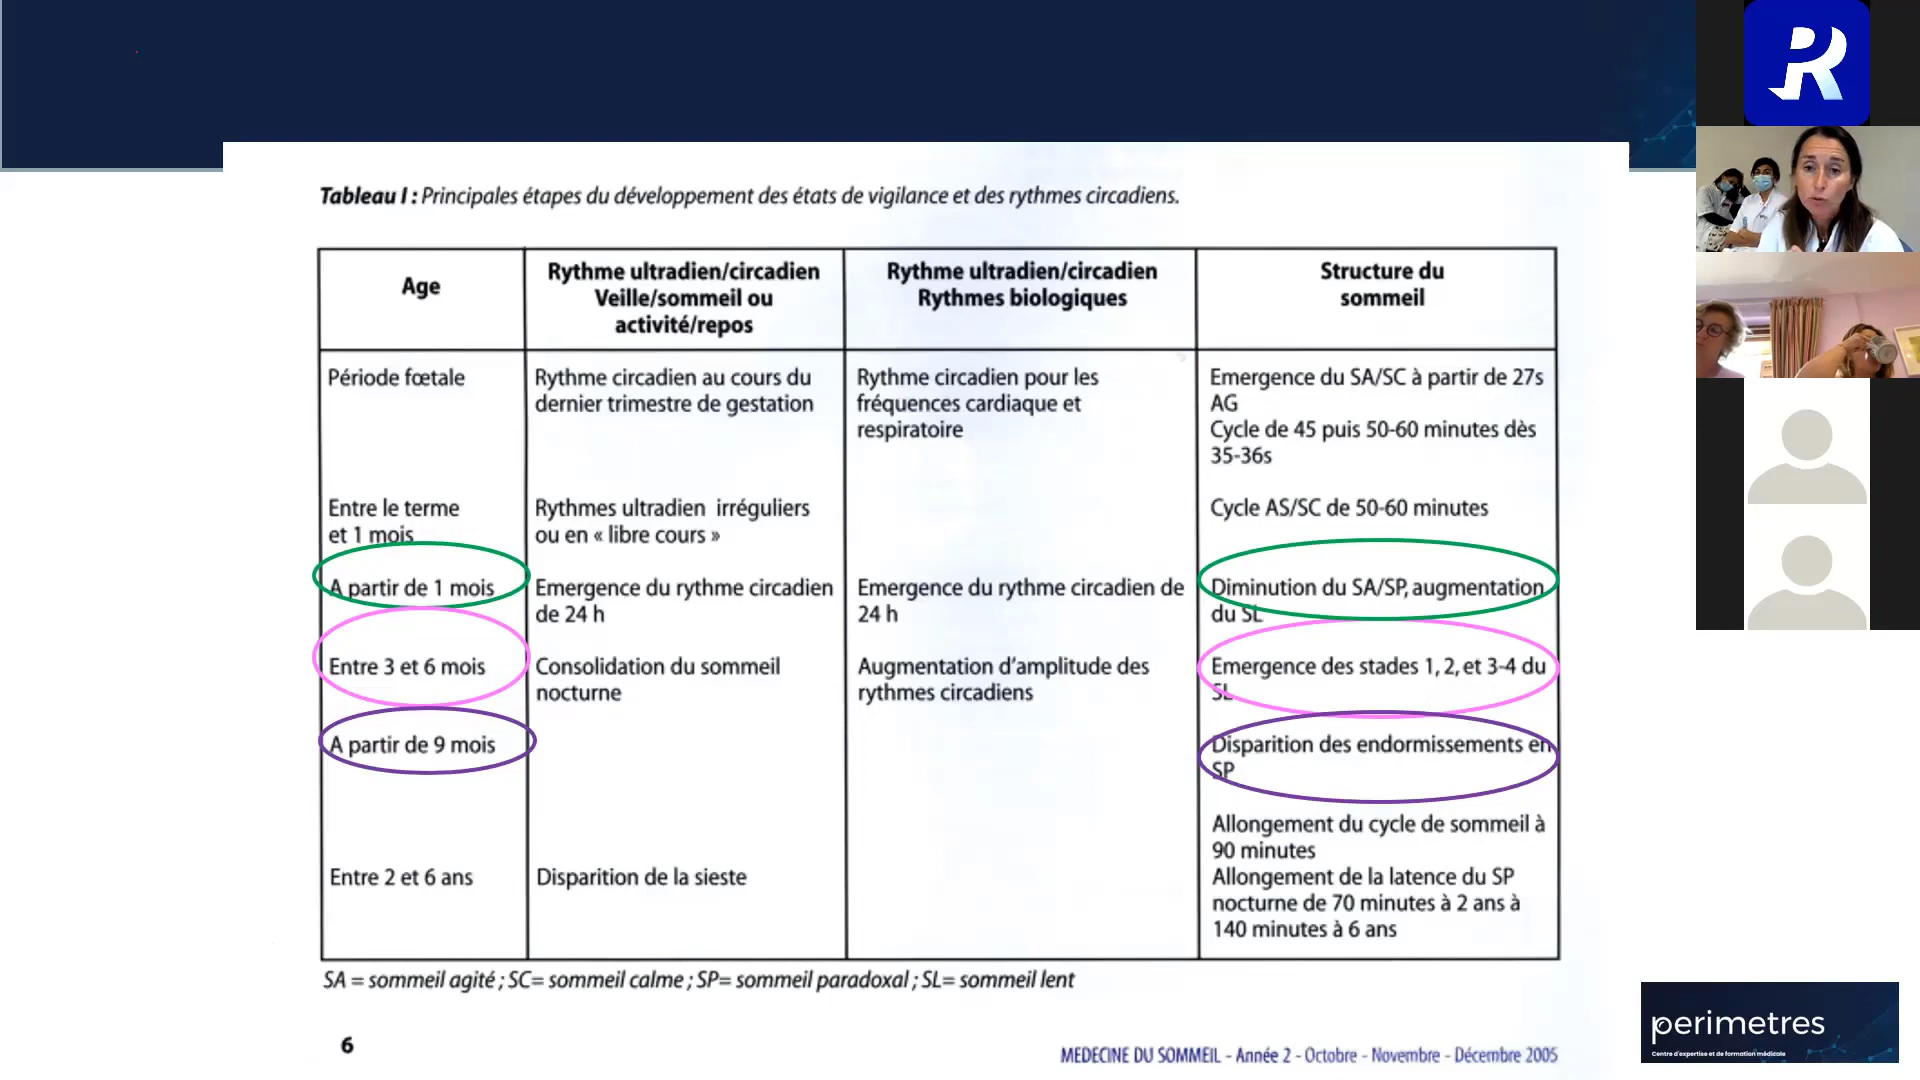 Tableau I : Principales étapes du développement des états de vigilance et des rythmes circadiens.
Age
Rythme ultradien/circadien
Veille/sommeil ou
activité/repos
Rythme ultradien/circadien
Rythmes biologiques
Structure du
sommeil
Période fœtale
Rythme circadien au cours du
dernier trimestre de gestation
Rythme circadien pour les
fréquences cardiaque et
respiratoire
Emergence du SA/SC à partir de 27s
AG
Cycle de 45 puis 50-60 minutes dès
35-36s
Entre le terme
et 1 mois
Rythmes ultradien irréguliers
ou en « libre cours »
Cycle AS/SC de 50-60 minutes
A partir de 1 mois
Emergence du rythme circadien
de 24 h
Emergence du rythme circadien de
24 h
Diminution du SA/SP, augmentation
du SL
Entre 3 et 6 mois
Consolidation du sommeil
nocturne
Augmentation d'amplitude des
rythmes circadiens
Emergence des stades 1, 2, et 3-4 du
SL
A partir de 9 mois
Disparition des endormissements en
SP
Allongement du cycle de sommeil à
90 minutes
Entre 2 et 6 ans
Disparition de la sieste
Allongement de la latence du SP
nocturne de 70 minutes à 2 ans à
140 minutes à 6 ans
SA = sommeil agité ; SC= sommeil calme ; SP= sommeil paradoxal ; SL= sommeil lent
6
MEDECINE DU SOMMEIL - Année 2 - Octobre - Novembre - Décembre 2005
R
perimetres
Centre d'expertise et de formation médicale